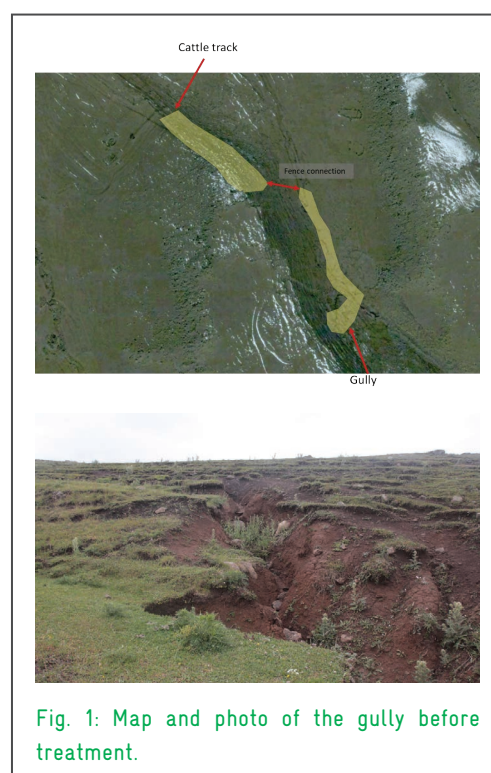 Cattle track
Fence connection
Gully
Fig. 1: Map and photo of the gully before
treatment.